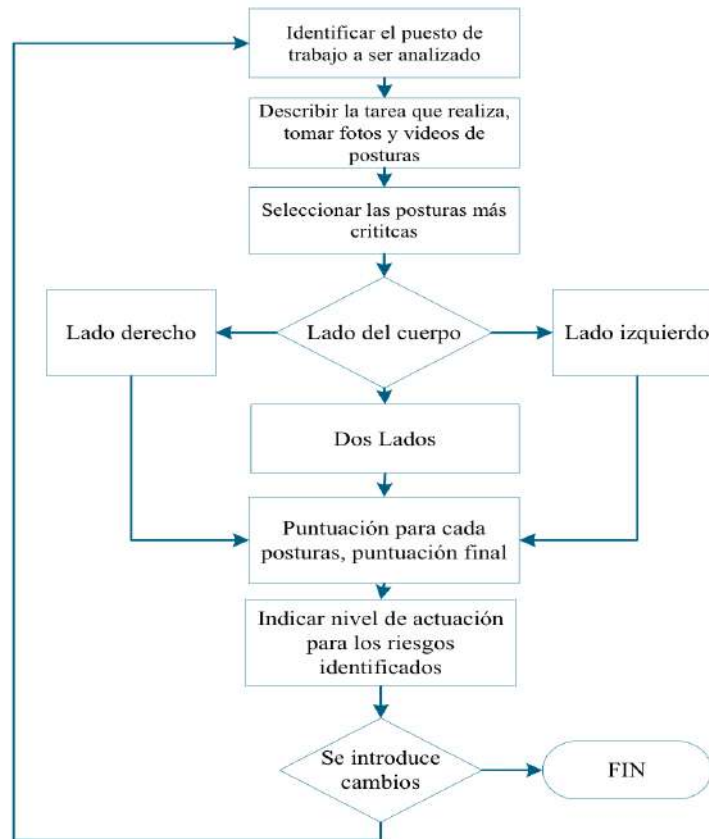 Identificar el puesto de
trabajo a ser analizado
Describir la tarea que realiza,
tomar fotos y videos de
posturas
Seleccionar las posturas más
crititcas
Lado derecho
Lado del cuerpo
Lado izquierdo
Dos Lados
Puntuación para cada
posturas, puntuación final
Indicar nivel de actuación
para los riesgos
identificados
Se introduce
cambios
FIN